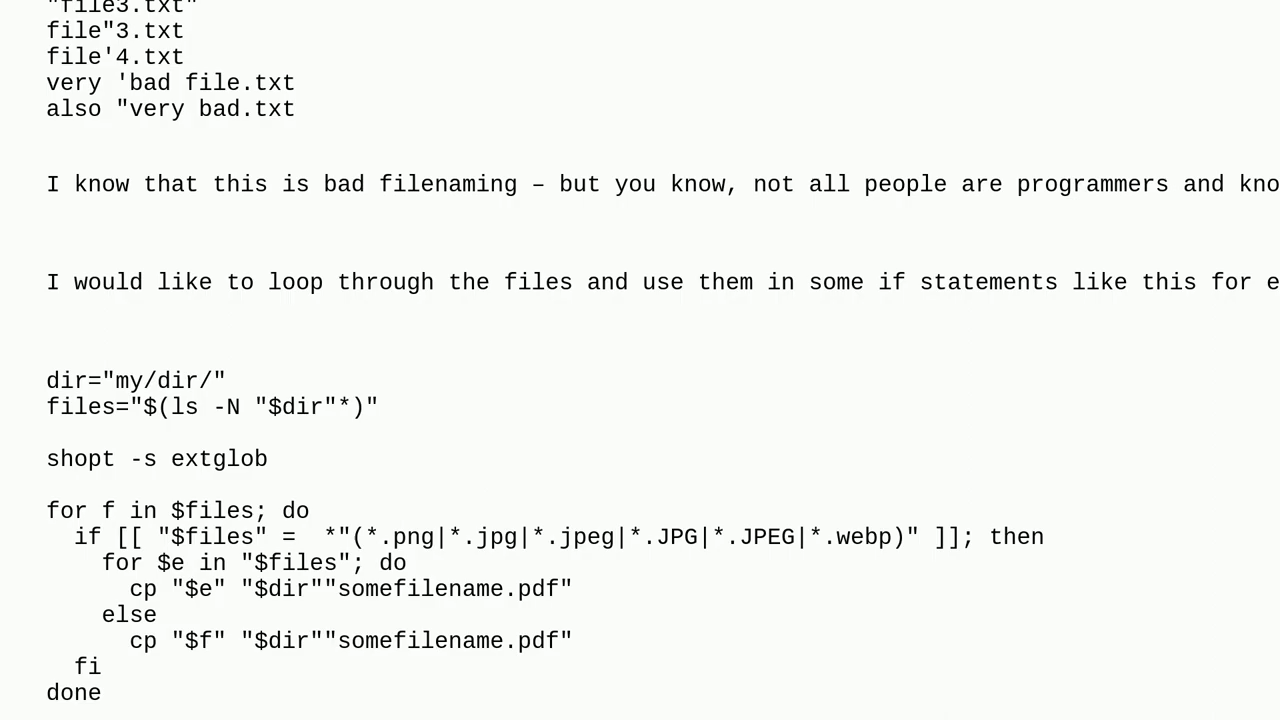 "file3.txt"
file"3.txt
file'4.txt
very 'bad file.txt
also "very bad.txt
I know that this is bad filenaming – but you know, not all people are programmers and kno
I would like to loop through the files and use them in some if statements like this for e
dir="my/dir/"
files="$(ls -N "$dir"*)"
shopt -s extglob
for f in $files; do
  if [[ "$files" =  *"(*.png|*.jpg|*.jpeg|*.JPG|*.JPEG|*.webp)" ]]; then
    for $e in "$files"; do
      cp "$e" "$dir""somefilename.pdf"
    else
      cp "$f" "$dir""somefilename.pdf"
  fi
done